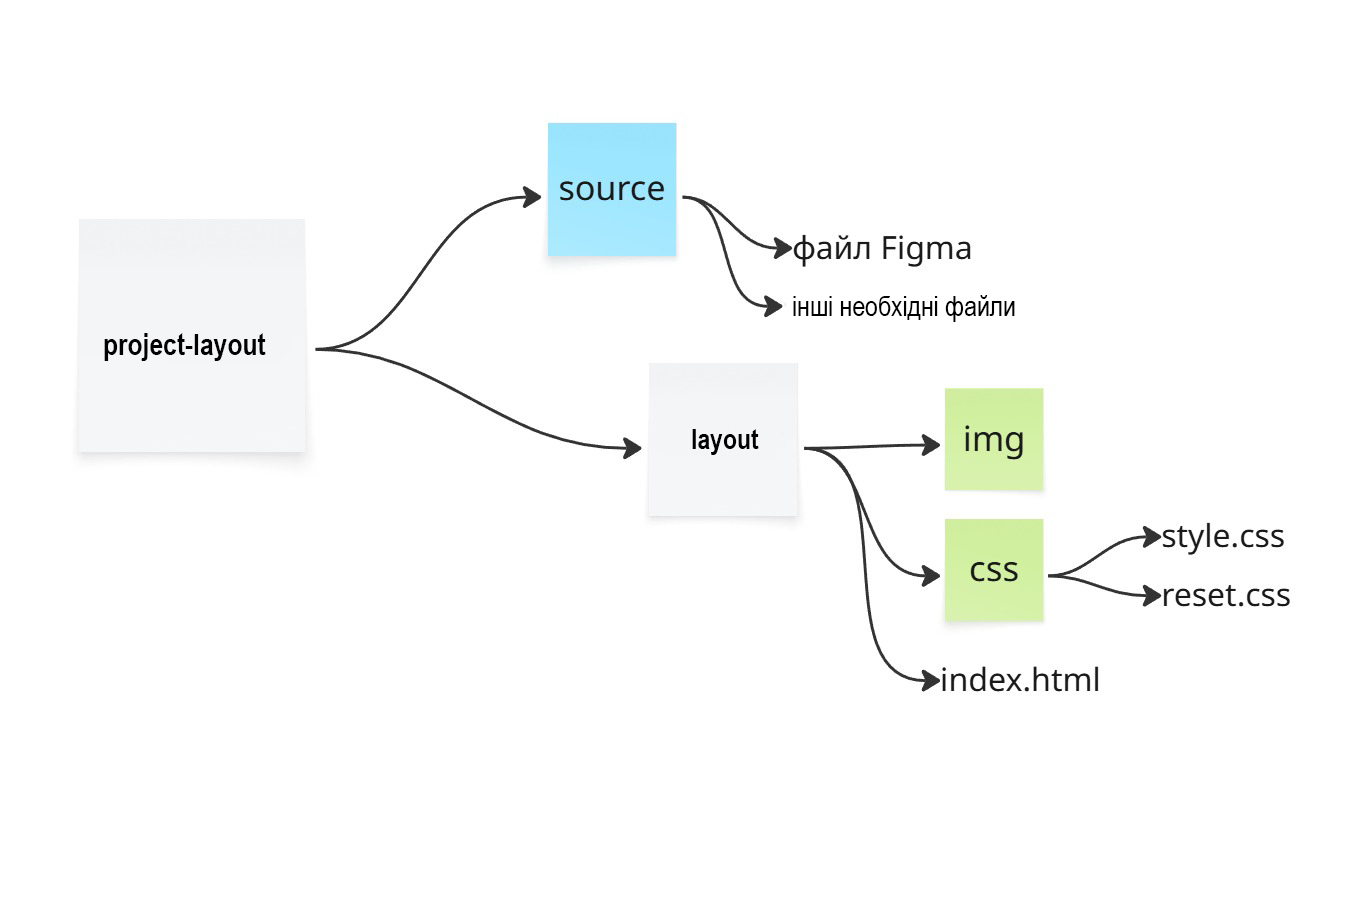 source
файл Figma
інші необхідні файли
project-layout
layout
img
css
style.css
reset.css
index.html